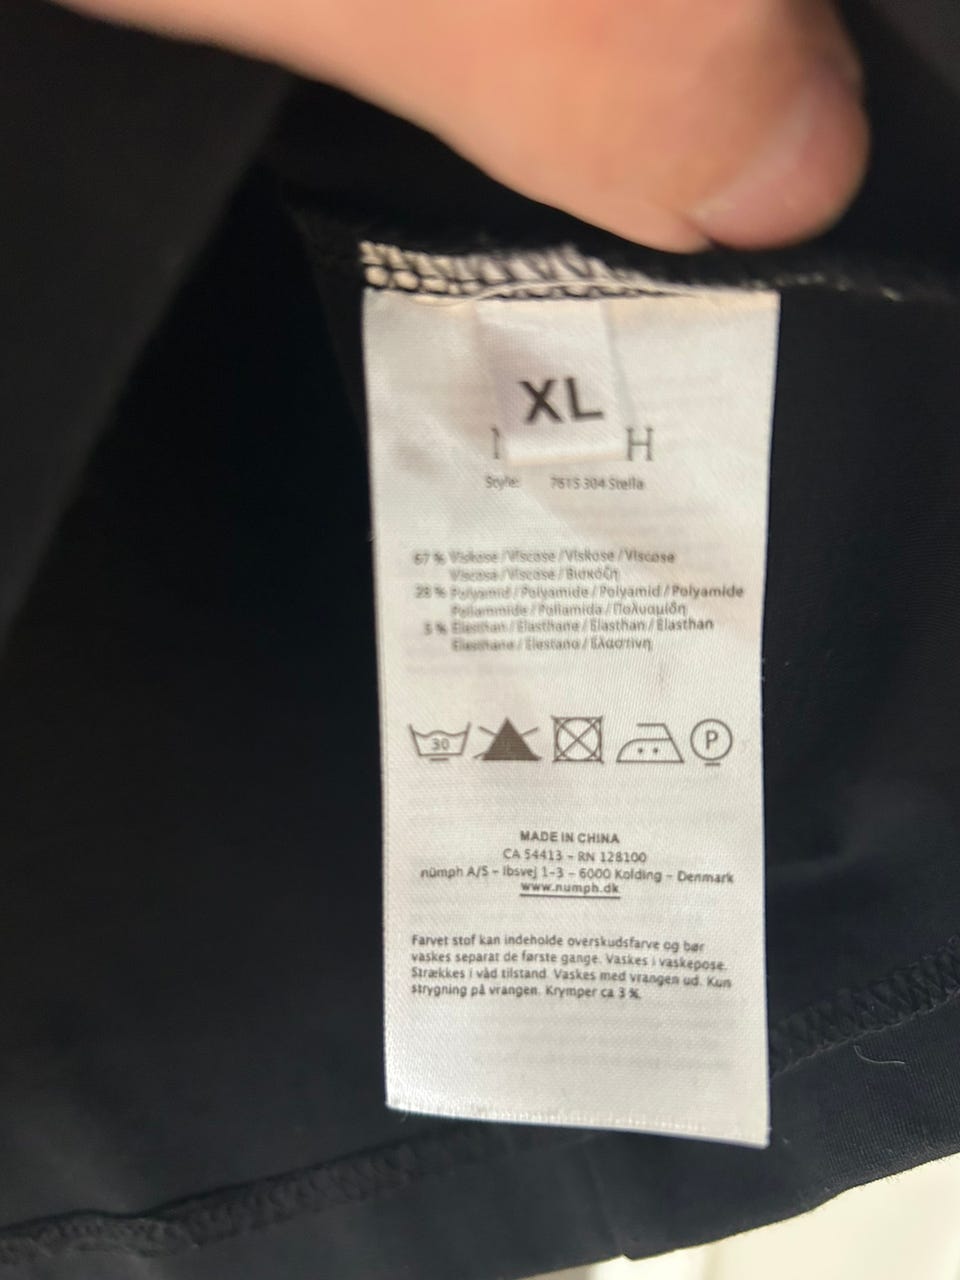 XL
H
Style: 7615 304 Stella
67 % Viskose / Viscose / Viskose / Viscose
Viscosa / Viscose / Βισκόζη
28 % Polyamid / Polyamide / Polyamid / Polyamide
Poliammide / Poliamida / Πολυαμίδη
5 % Elasthan / Elasthane / Elasthan / Elasthan
/ Elastano / Ελαστίνη
30
P
MADE IN CHINA
CA 54413 - RN 128100
nümph A/S - Ibsvej 1-3 - 6000 Kolding - Denmark
www.numph.dk
Farvet stof kan indeholde overskudsfarve og bør
vaskes separat de første gange. Vaskes i vaskepose.
Strækkes i våd tilstand. Vaskes med vrangen ud. Kun
strygning på vrangen. Krymper ca 3 %.